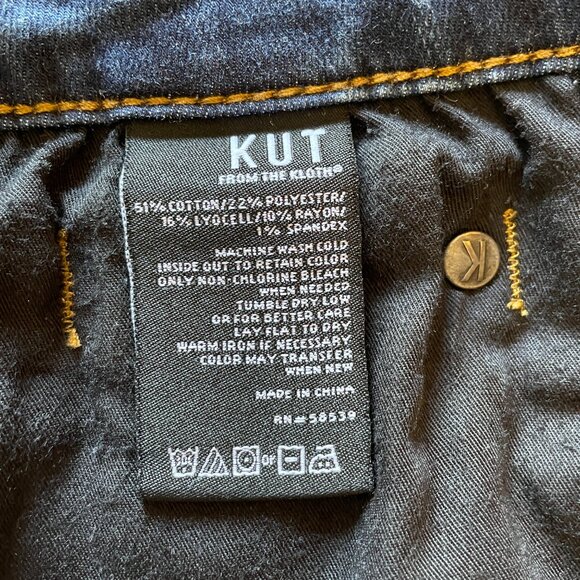 KUT
FROM THE KLOTH®
51% COTTON/22% POLYESTER/
16% LYOCELL/10% RAYON/
1% SPANDEX
MACHINE WASH COLD
INSIDE OUT TO RETAIN COLOR
ONLY NON-CHLORINE BLEACH
WHEN NEEDED
TUMBLE DRY LOW
OR FOR BETTER CARE
LAY FLAT TO DRY
WARM IRON IF NECESSARY
COLOR MAY TRANSFER
WHEN NEW
MADE IN CHINA
RN#58539
OR
K